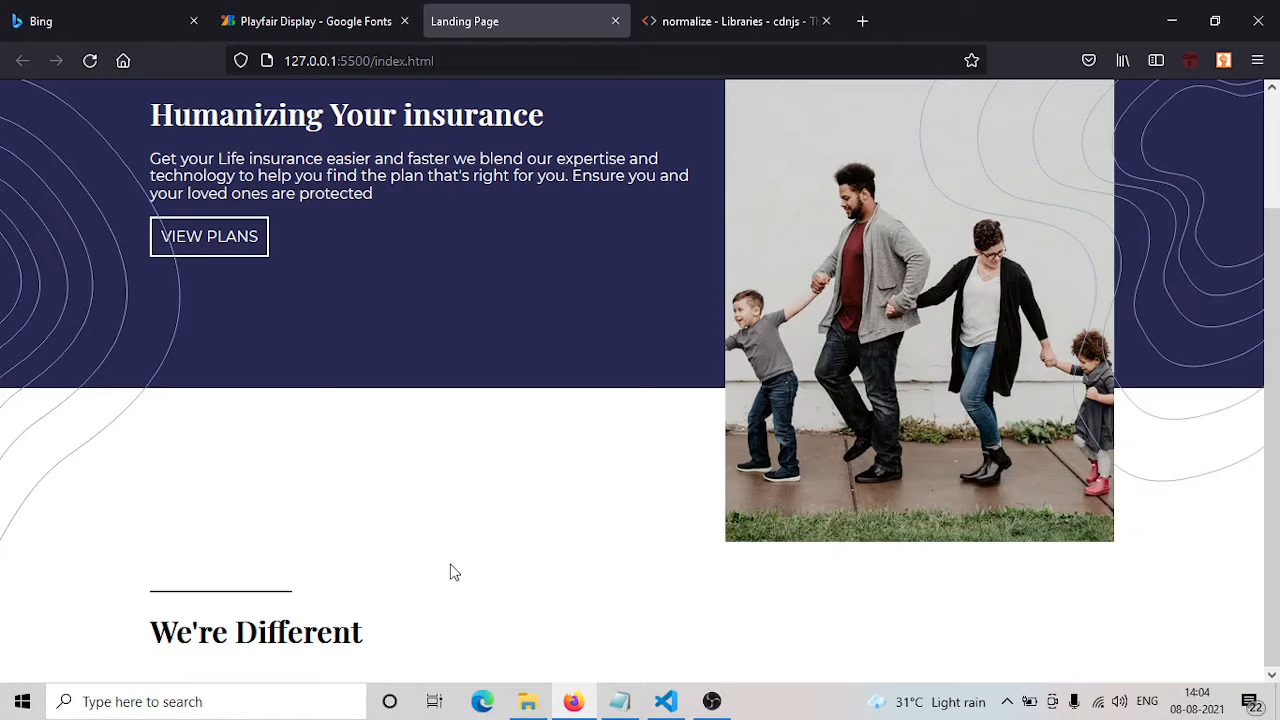 Bing
Playfair Display - Google Fonts
Landing Page
normalize - Libraries - cdnjs - Th
127.0.0.1:5500/index.html
Humanizing Your insurance
Get your Life insurance easier and faster we blend our expertise and
technology to help you find the plan that's right for you. Ensure you and
your loved ones are protected
VIEW PLANS
We're Different
Type here to search
31°C Light rain
ENG
14:04
08-08-2021
22